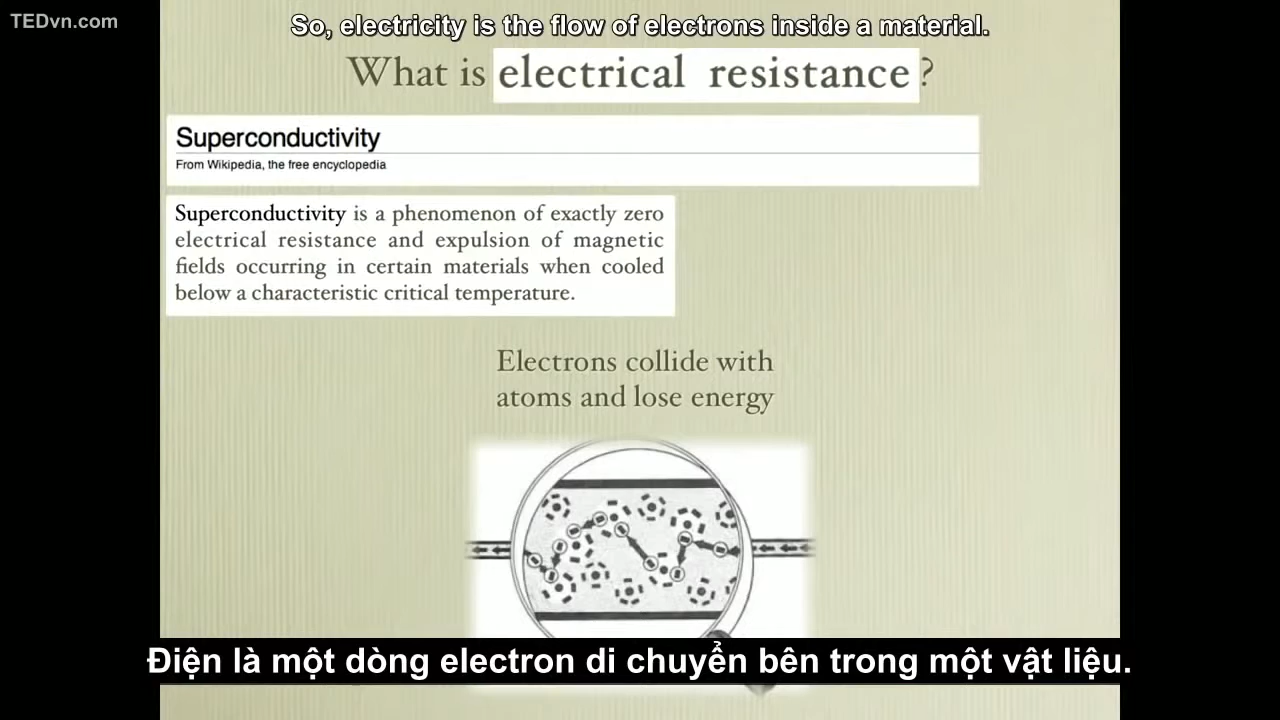 TEDvn.com
So, electricity is the flow of electrons inside a material.
What is electrical resistance?
Superconductivity
From Wikipedia, the free encyclopedia
Superconductivity is a phenomenon of exactly zero
electrical resistance and expulsion of magnetic
fields occurring in certain materials when cooled
below a characteristic critical temperature.
Electrons collide with
atoms and lose energy
Điện là một dòng electron di chuyển bên trong một vật liệu.